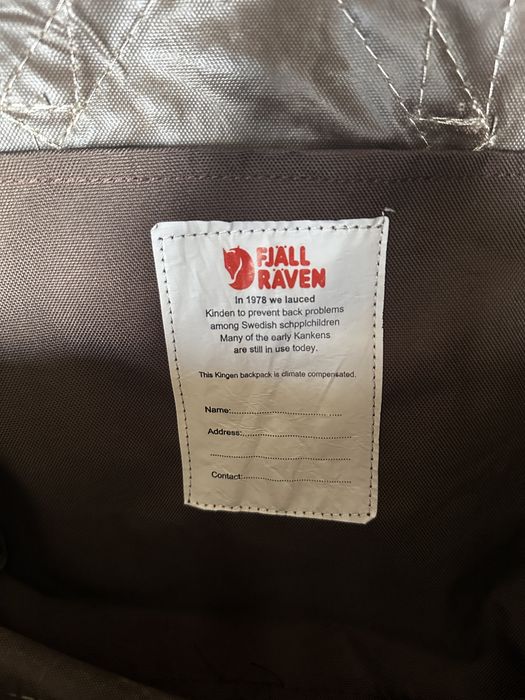 FJÄLL
RÄVEN
In 1978 we lauced
Kinden to prevent back problems
among Swedish schpplchildren
Many of the early Kankens
are still in use todey.
This Kingen backpack is climate compensated.
Name:
Address:
Contact: